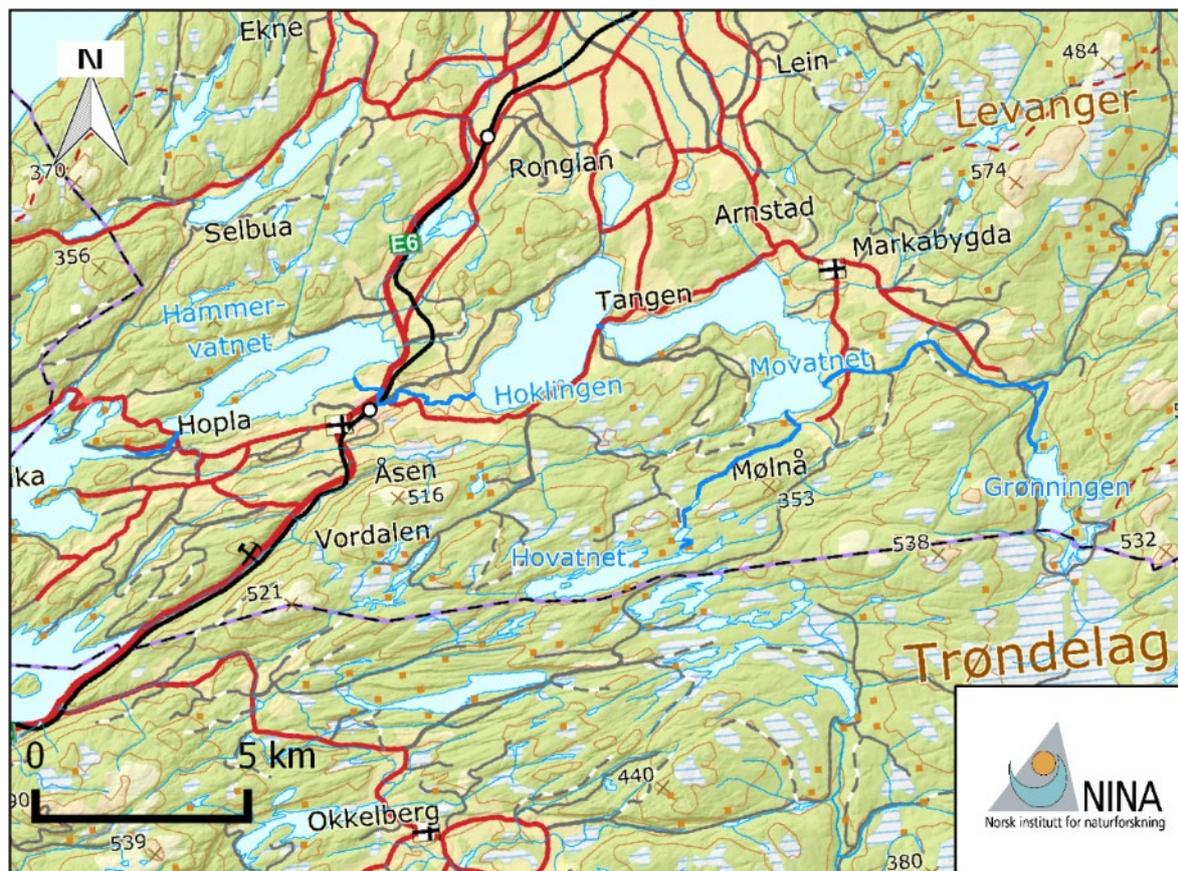 Ekne
N
Lein
484
Levanger
370
Ronglan
574
Selbua
Arnstad
356
E6
Markabygda
Hammer-
vatnet
Tangen
Movatnet
Hoklingen
Hopla
Åsen
516
Mølnå
353
Grønningen
ika
Vordalen
Hovatnet
538
532
521
Trøndelag
0
5 km
440
90
Okkelberg
539
380
NINA
Norsk institutt for naturforskning